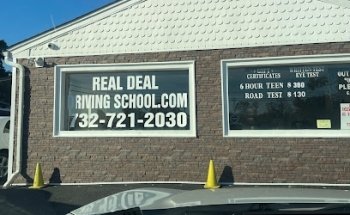 REAL DEAL
RIVING SCHOOL.COM
732-721-2030
CERTIFICATES
EYE TEST
6 HOUR TEEN $ 380
ROAD TEST $ 130